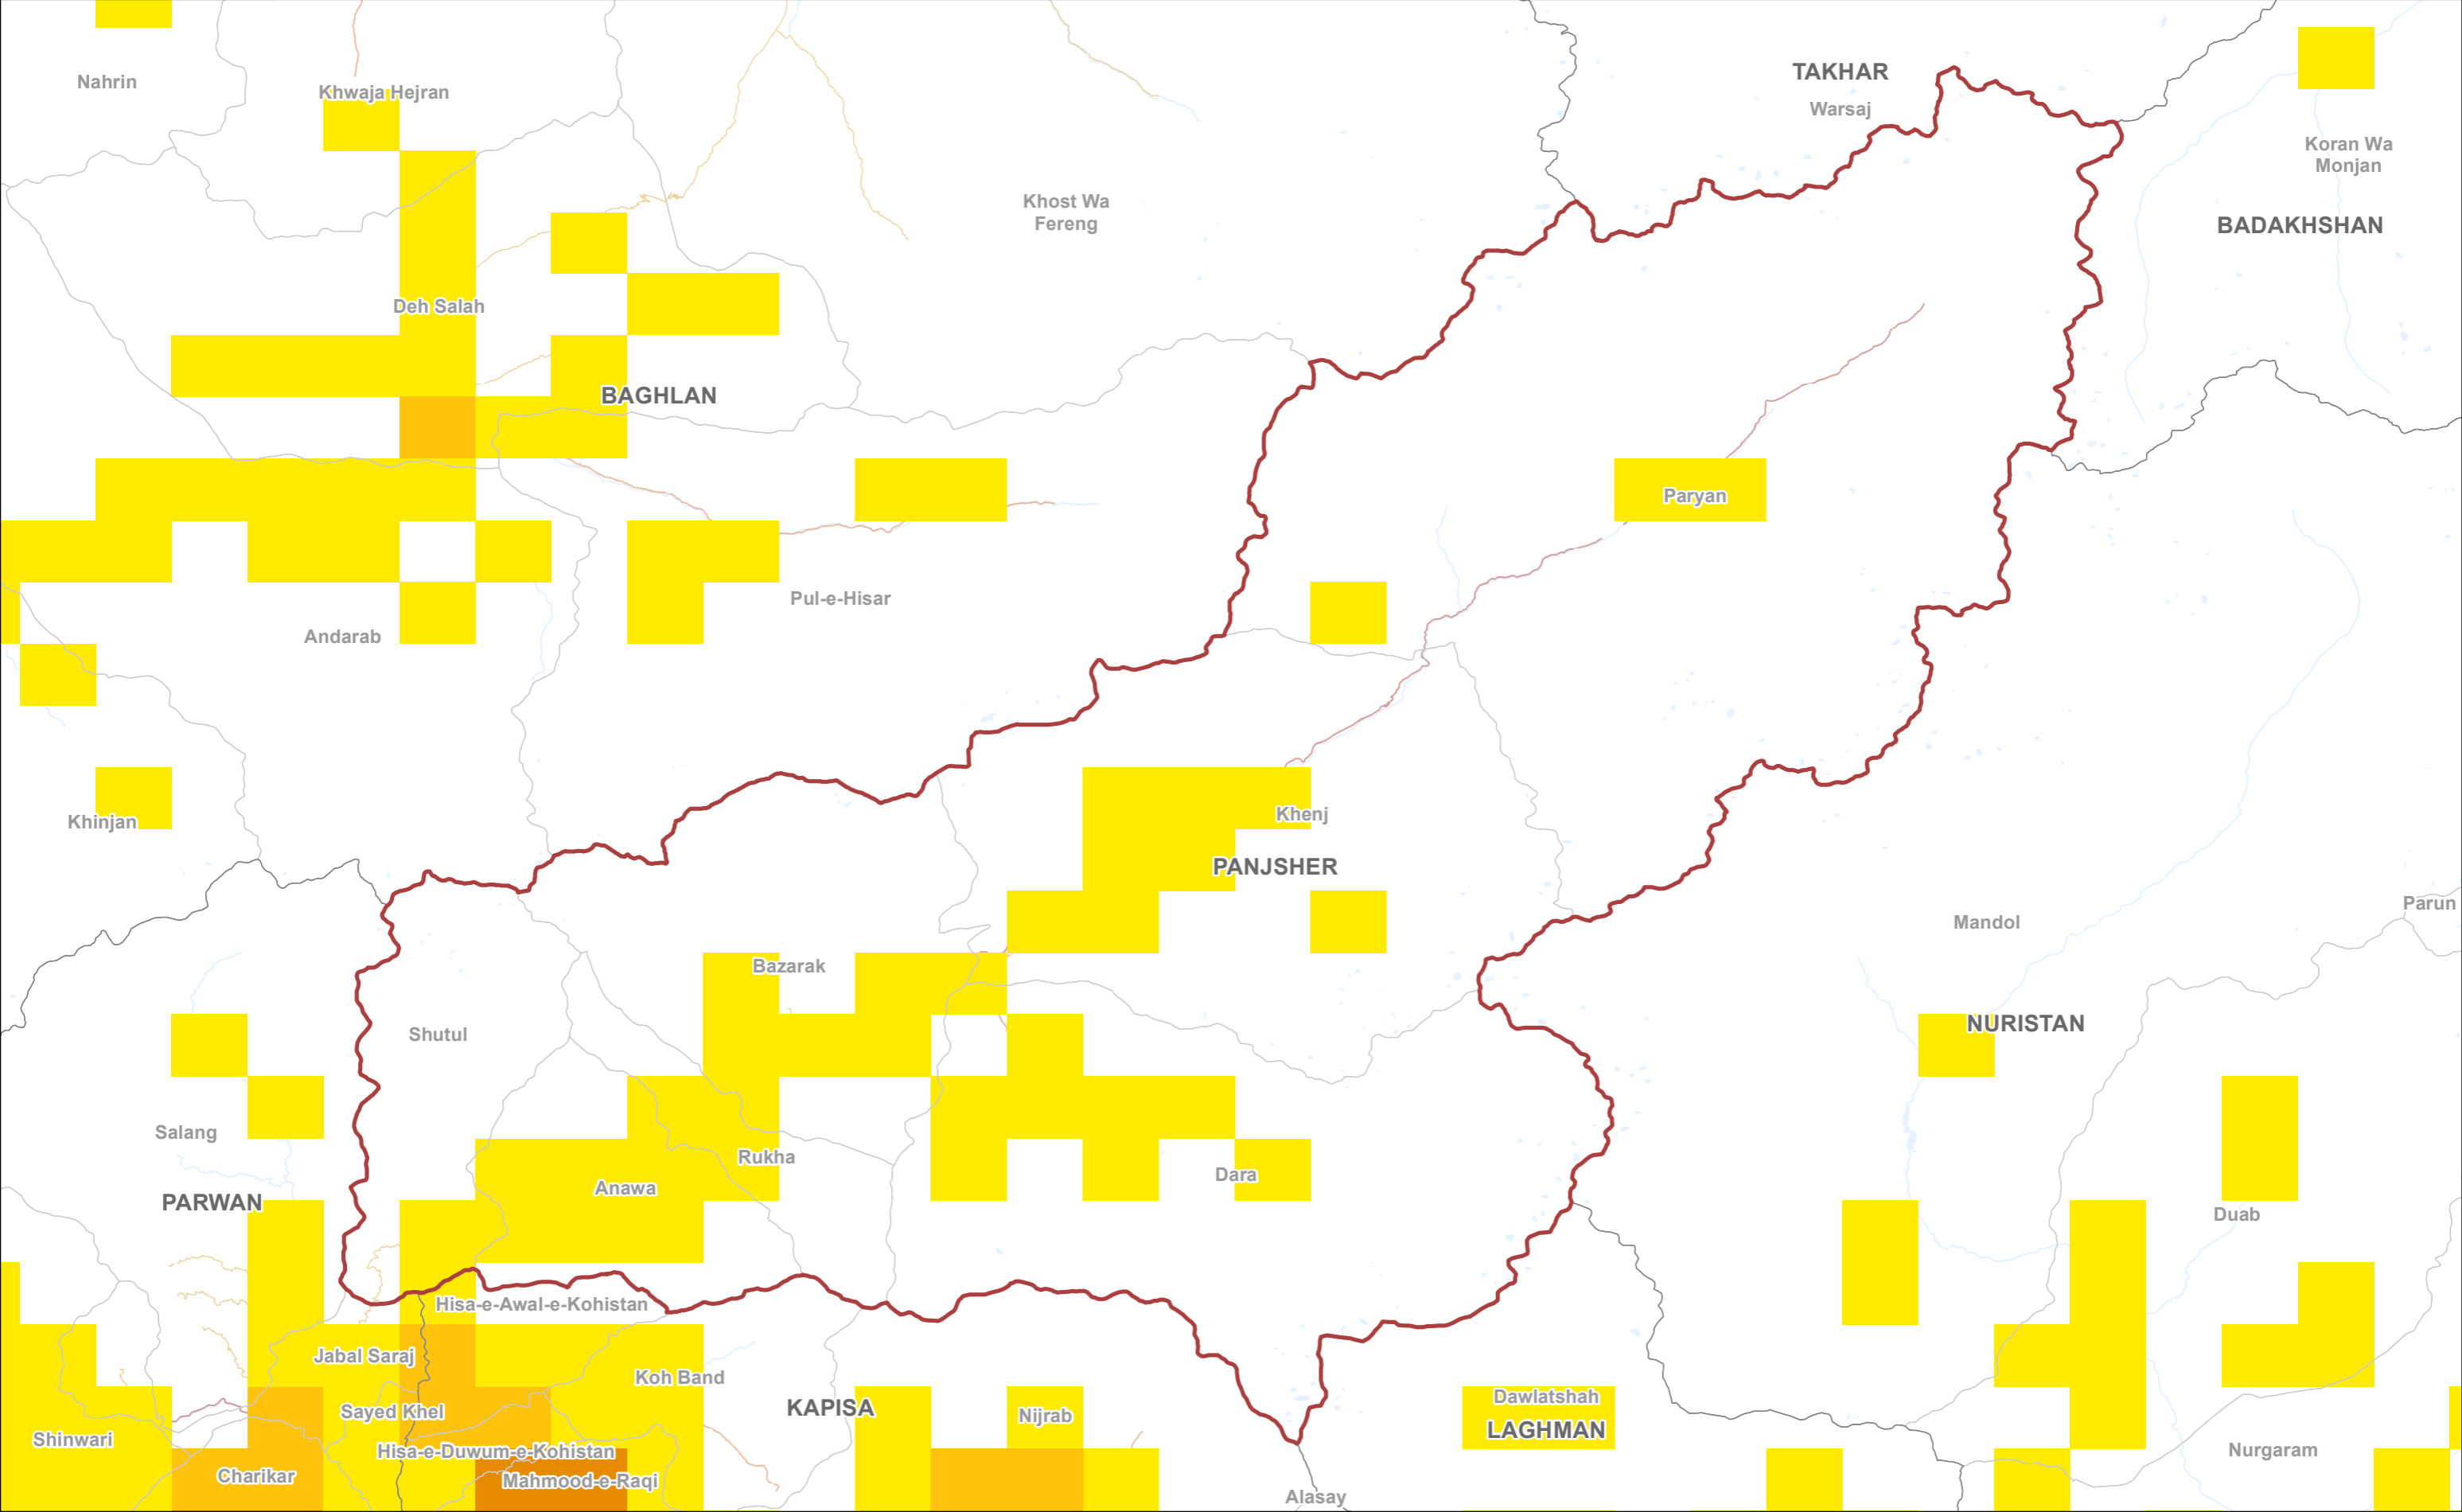 TAKHAR
Nahrin
Khwaja Hejran
Warsaj
Koran Wa
Monjan
Khost Wa
Fereng
BADAKHSHAN
Deh Salah
BAGHLAN
Paryan
Pul-e-Hisar
Andarab
Khinjan
Khenj
PANJSHER
Parun
Mandol
Bazarak
NURISTAN
Shutul
Salang
Rukha
Dara
Anawa
PARWAN
Duab
Hisa-e-Awal-e-Kohistan
Jabal Saraj
Koh Band
Dawlatshah
KAPISA
Sayed Khel
Nijrab
LAGHMAN
Shinwari
Hisa-e-Duwum-e-Kohistan
Nurgaram
Charikar
Mahmood-e-Raqi
Alasay